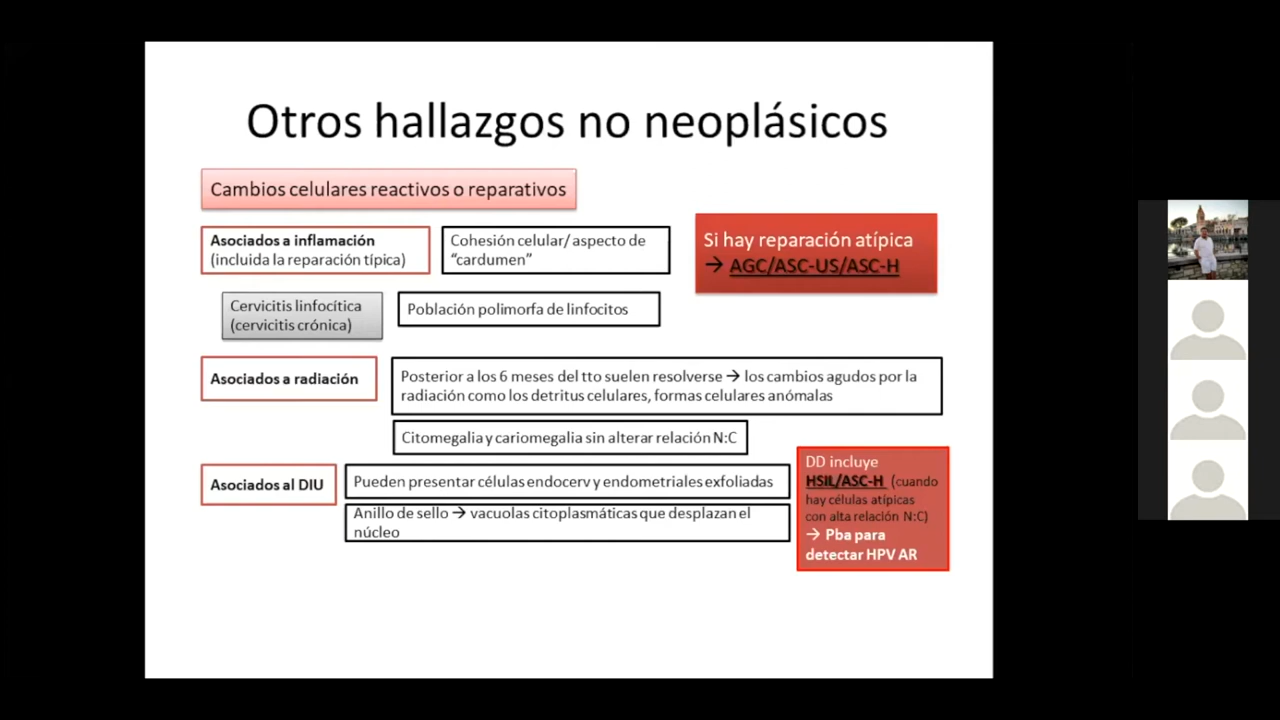 Otros hallazgos no neoplásicos
Cambios celulares reactivos o reparativos
Asociados a inflamación
(incluida la reparación típica)
Cohesión celular/ aspecto de
“cardumen”
Si hay reparación atípica
→ AGC/ASC-US/ASC-H
Cervicitis linfocítica
(cervicitis crónica)
Población polimorfa de linfocitos
Asociados a radiación
Posterior a los 6 meses del tto suelen resolverse → los cambios agudos por la
radiación como los detritus celulares, formas celulares anómalas
Citomegalia y cariomegalia sin alterar relación N:C
Asociados al DIU
Pueden presentar células endocerv y endometriales exfoliadas
Anillo de sello → vacuolas citoplasmáticas que desplazan el
núcleo
DD incluye
HSIL/ASC-H (cuando
hay células atípicas
con alta relación N:C)
→ Pba para
detectar HPV AR